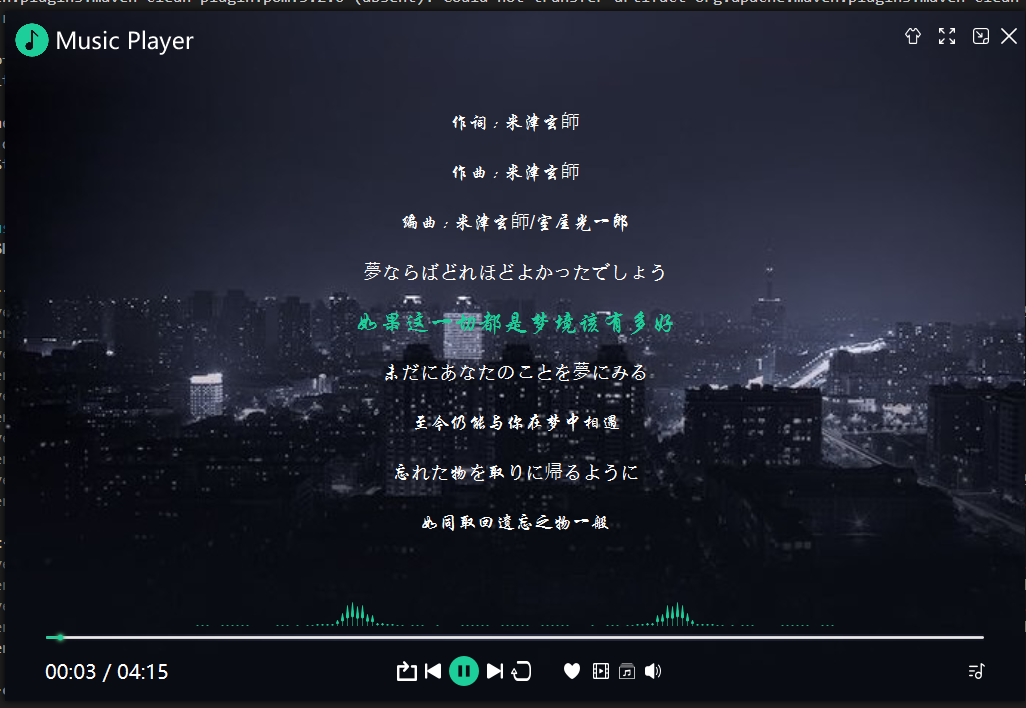 Music Player
作词：米津玄師
作曲：米津玄師
编曲：米津玄師/室屋光一郎
夢ならばどれほどよかったでしょう
如果这一切都是梦境该有多好
未だにあなたのことを夢にみる
至今仍能与你在梦中相遇
忘れた物を取りに帰るように
如同取回遗忘之物一般
00:03 / 04:15